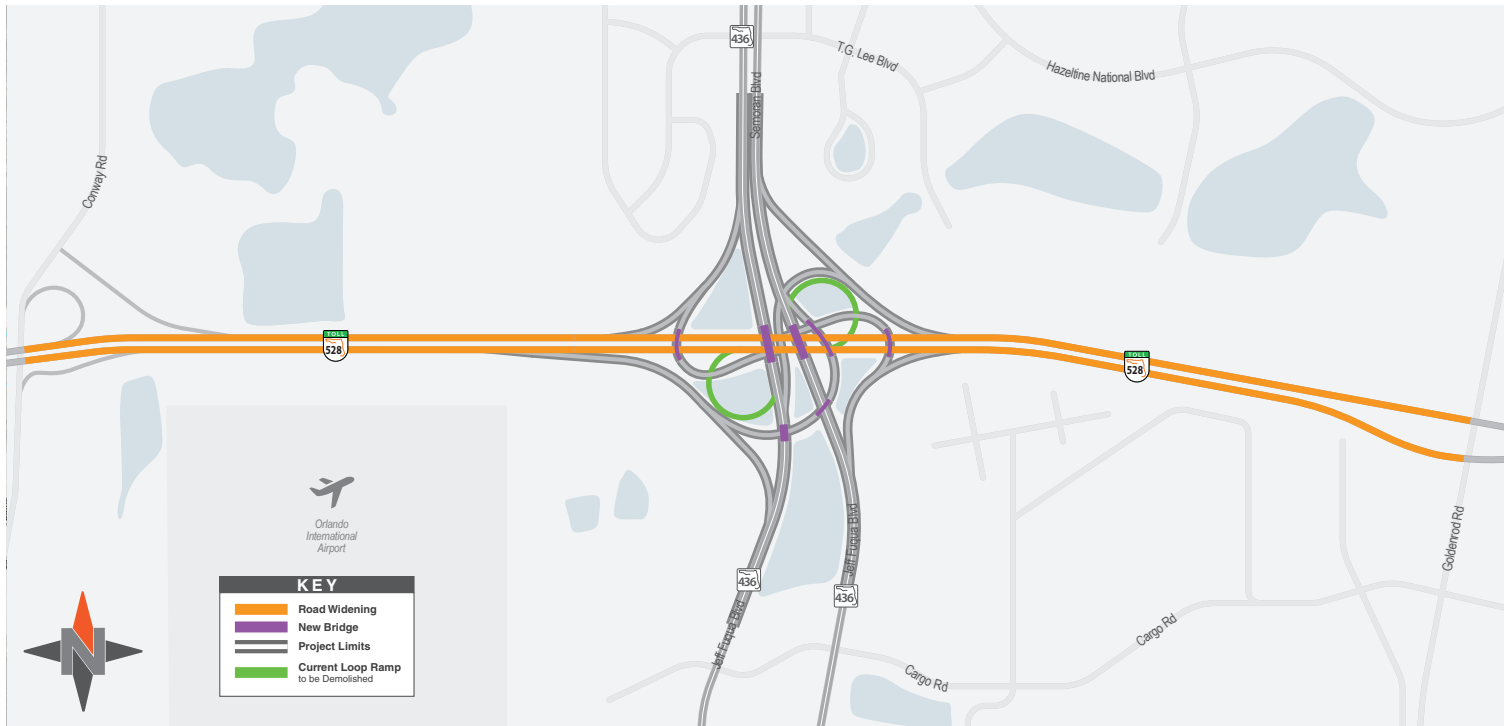 436
T.G. Lee Blvd
Hazeltine National Blvd
Semoran Blvd
Conway Rd
TOLL
528
TOLL
528
Orlando
International
Airport
Jeff Fuqua Blvd
Goldenrod Rd
436
436
KEY
Road Widening
New Bridge
Project Limits
Current Loop Ramp
to be Demolished
N
Jeff Fuqua Blvd
Cargo Rd
Cargo Rd